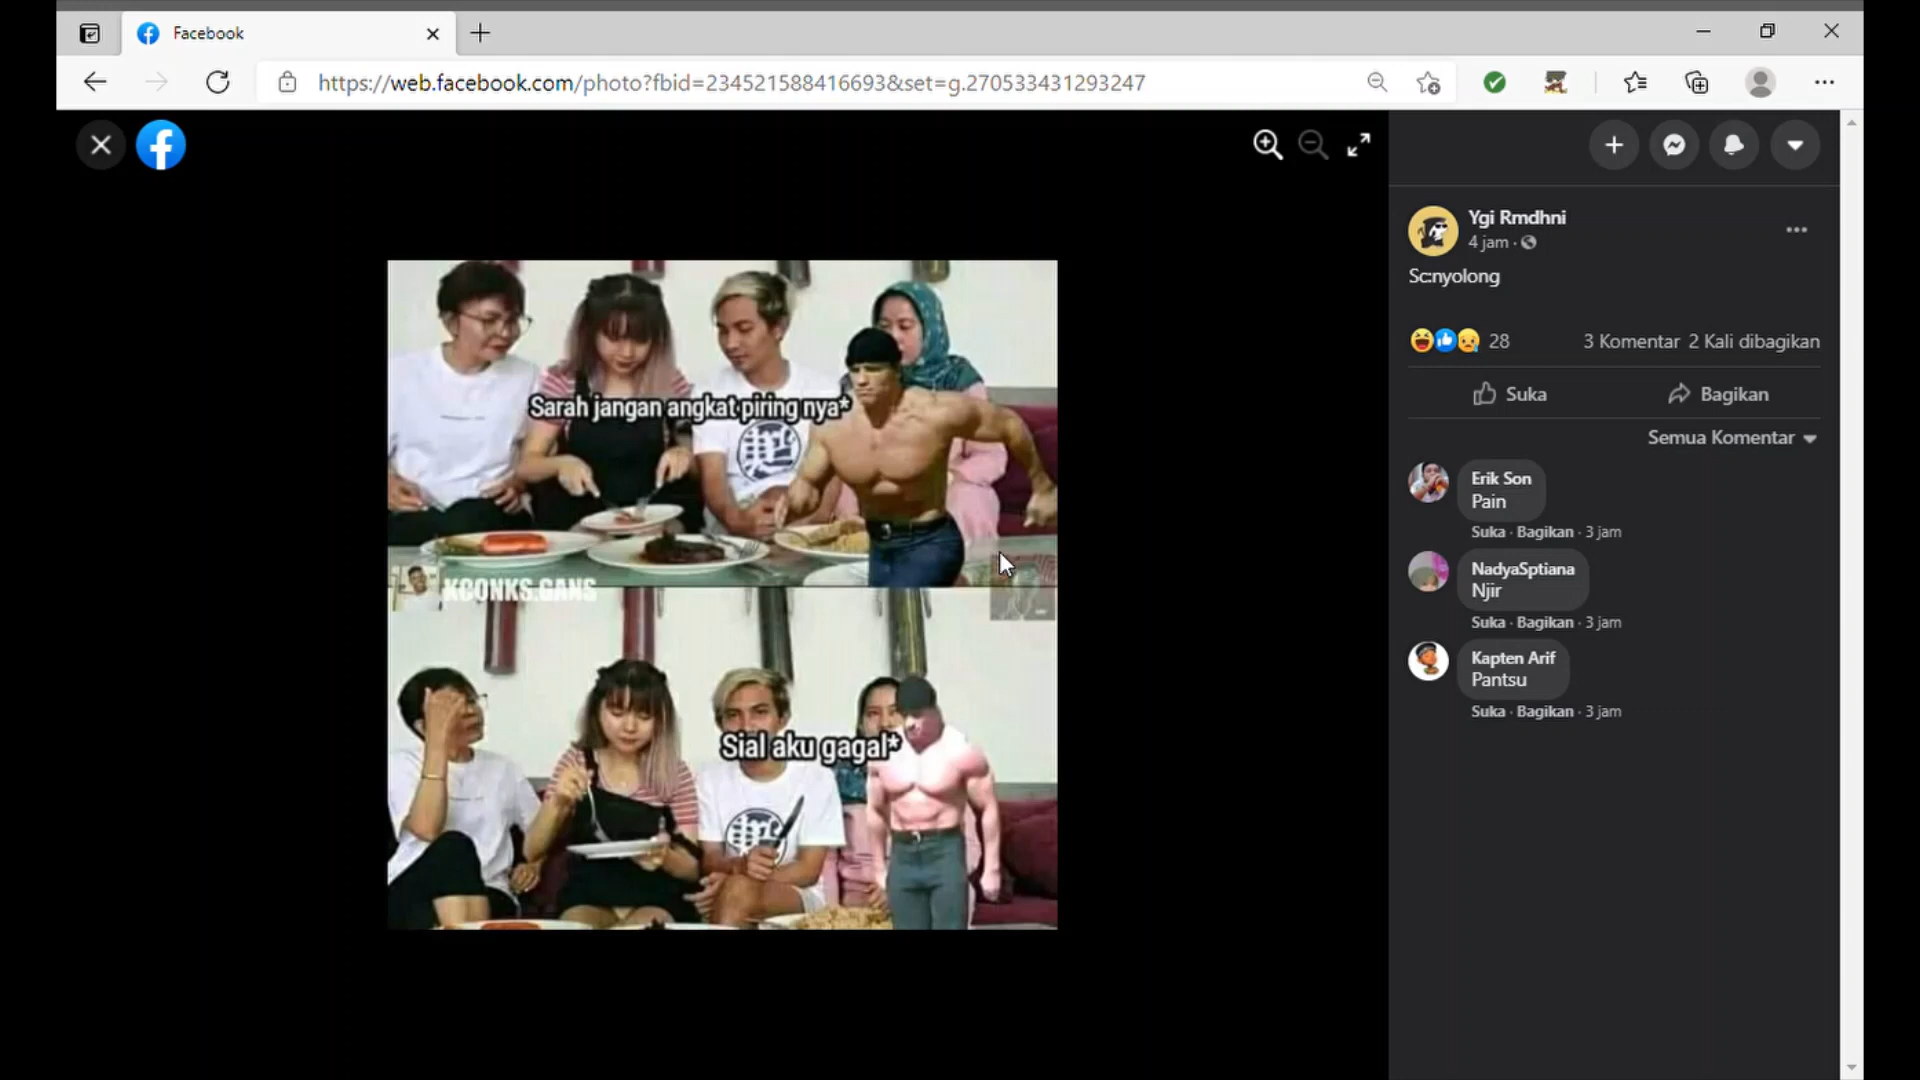 Facebook
https://web.facebook.com/photo?fbid=234521588416693&set=g.270533431293247
Sarah jangan angkat piring nya*
KCONKS.GANS
Sial aku gagal*
Ygi Rmdhni
4 jam ·
Sc:nyolong
28
3 Komentar 2 Kali dibagikan
Suka
Bagikan
Semua Komentar
Erik Son
Pain
Suka · Bagikan · 3 jam
NadyaSptiana
Njir
Suka · Bagikan · 3 jam
Kapten Arif
Pantsu
Suka · Bagikan · 3 jam